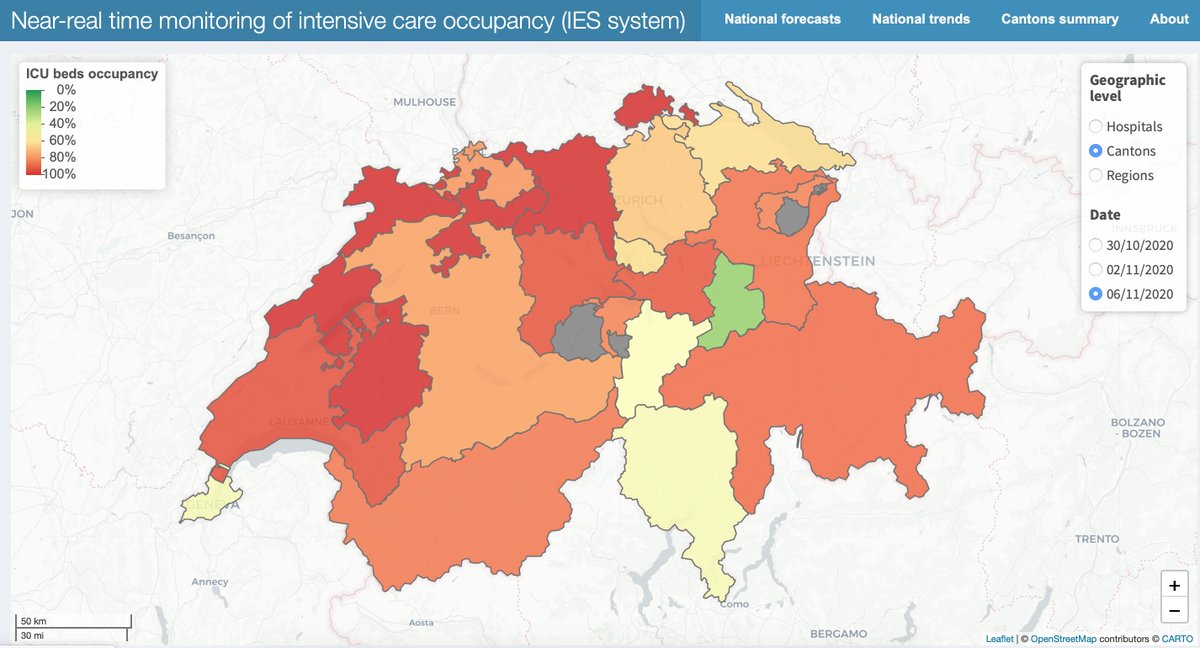 Near-real time monitoring of intensive care occupancy (IES system)
National forecasts
National trends
Cantons summary
About
ICU beds occupancy
0%
20%
40%
60%
80%
100%
Geographic
level
Hospitals
Cantons
Regions
Date
30/10/2020
02/11/2020
06/11/2020
MULHOUSE
ZURICH
JON
Besançon
INNSBRUCK
LIECHTENSTEIN
BERN
LAUSANNE
BOLZANO
- BOZEN
GENEVA
TRENTO
Annecy
Aosta
Como
BERGAMO
+
−
50 km
30 mi
Leaflet | © OpenStreetMap contributors © CARTO